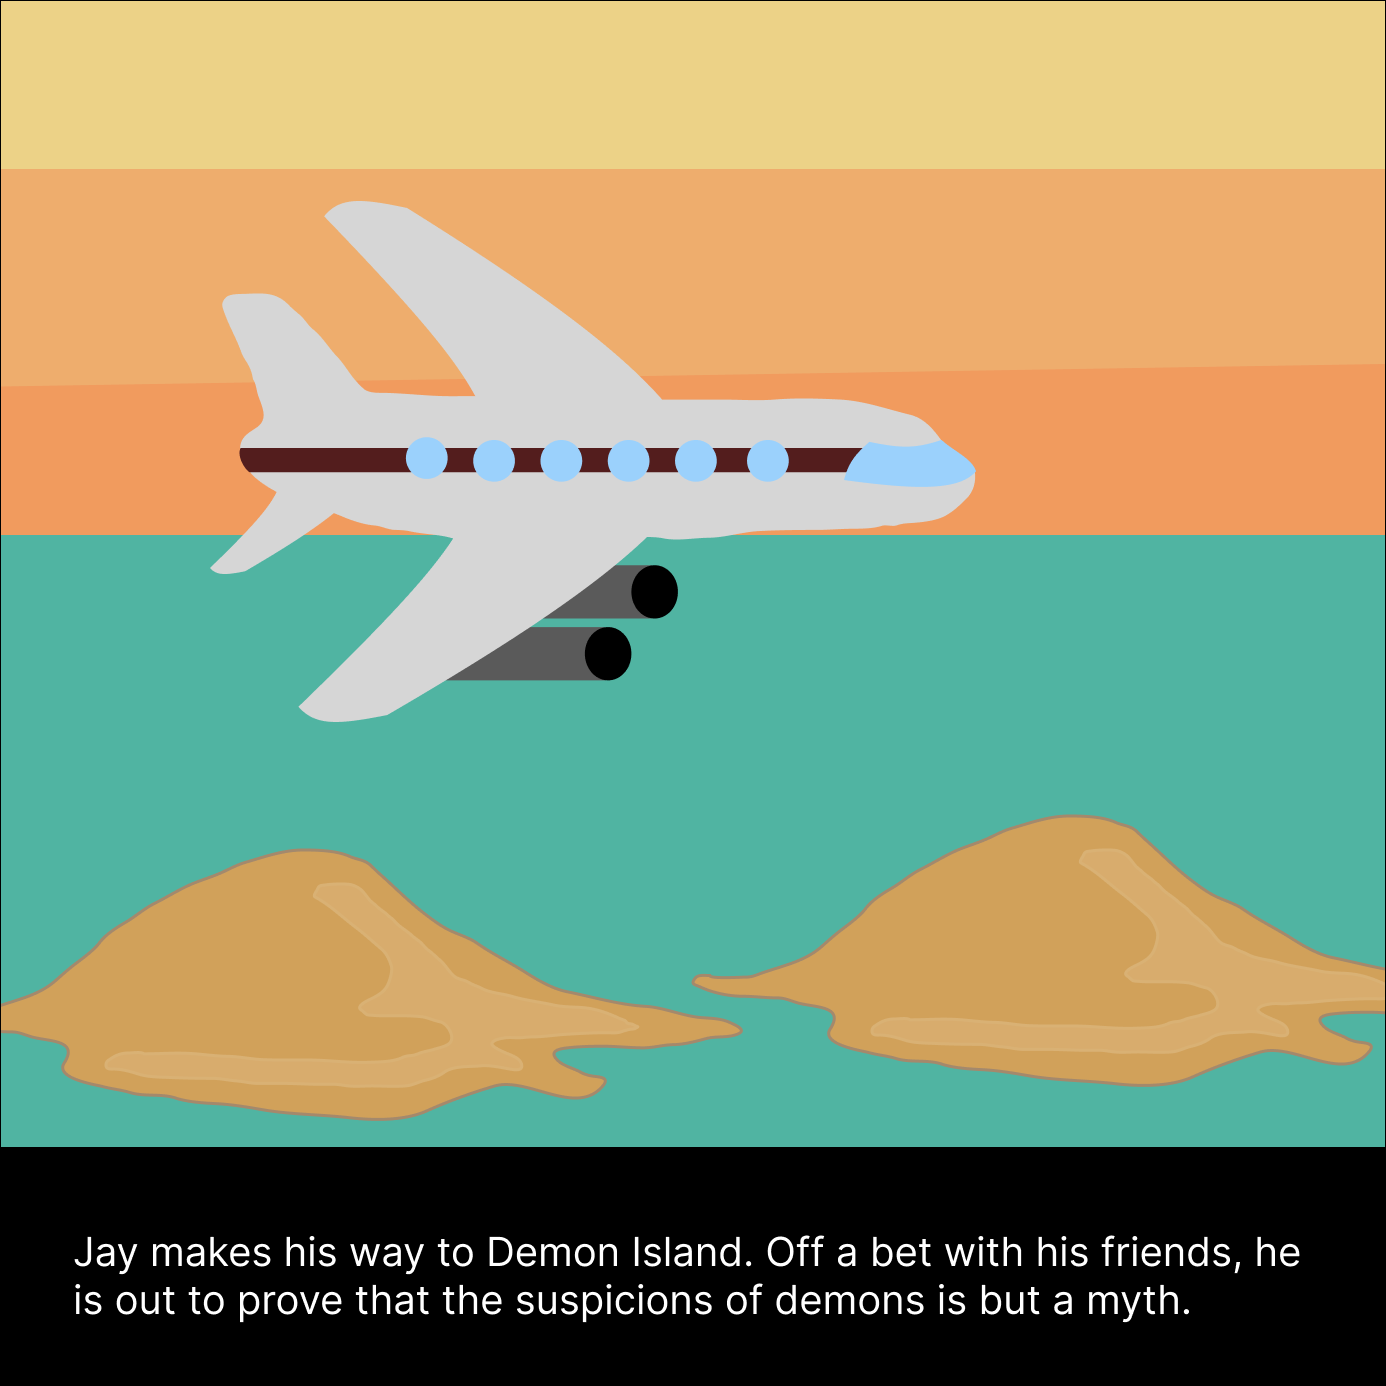 Jay makes his way to Demon Island. Off a bet with his friends, he
is out to prove that the suspicions of demons is but a myth.